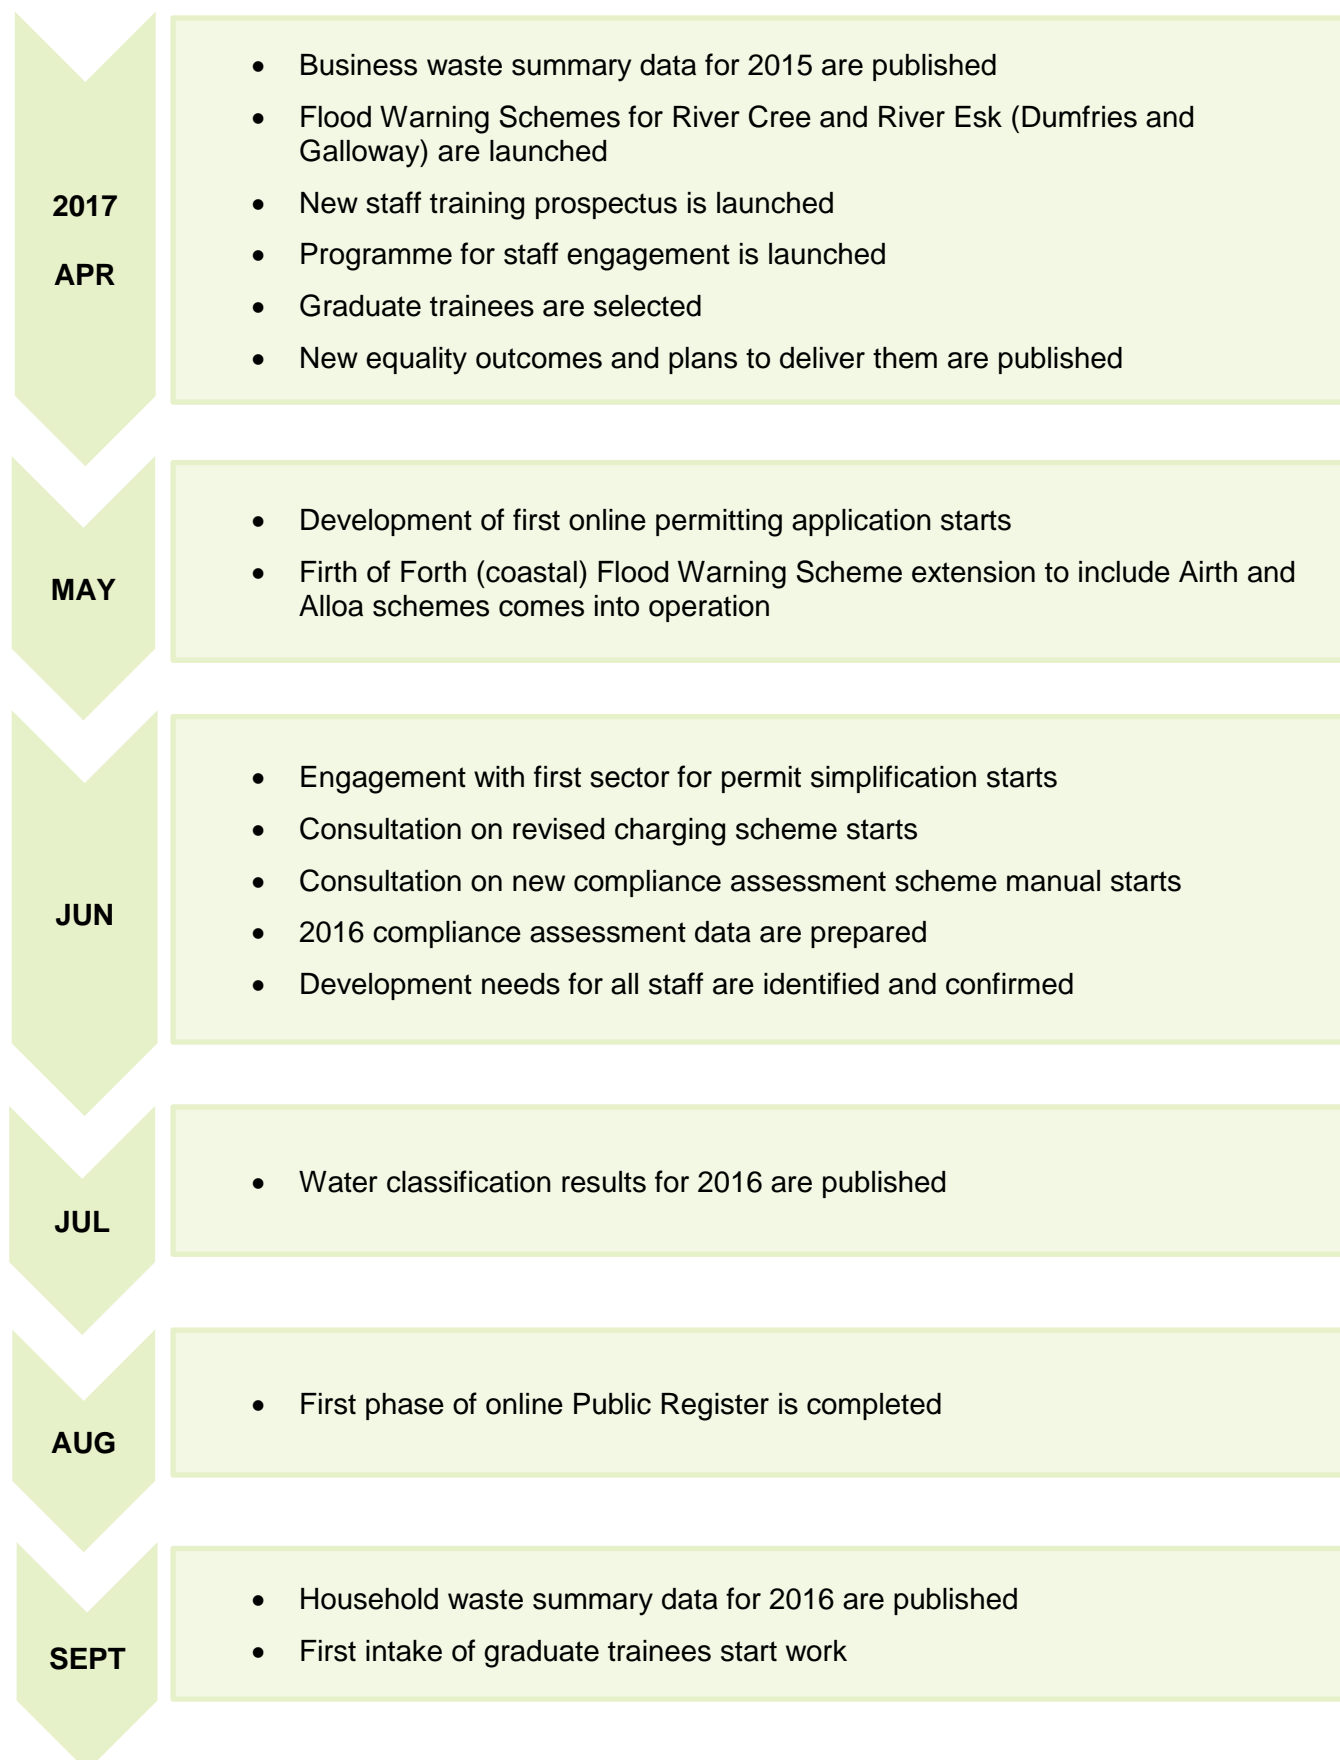 2017
APR
• Business waste summary data for 2015 are published
• Flood Warning Schemes for River Cree and River Esk (Dumfries and
Galloway) are launched
• New staff training prospectus is launched
• Programme for staff engagement is launched
• Graduate trainees are selected
• New equality outcomes and plans to deliver them are published
MAY
• Development of first online permitting application starts
• Firth of Forth (coastal) Flood Warning Scheme extension to include Airth and
Alloa schemes comes into operation
JUN
• Engagement with first sector for permit simplification starts
• Consultation on revised charging scheme starts
• Consultation on new compliance assessment scheme manual starts
• 2016 compliance assessment data are prepared
• Development needs for all staff are identified and confirmed
JUL
• Water classification results for 2016 are published
AUG
• First phase of online Public Register is completed
SEPT
• Household waste summary data for 2016 are published
• First intake of graduate trainees start work